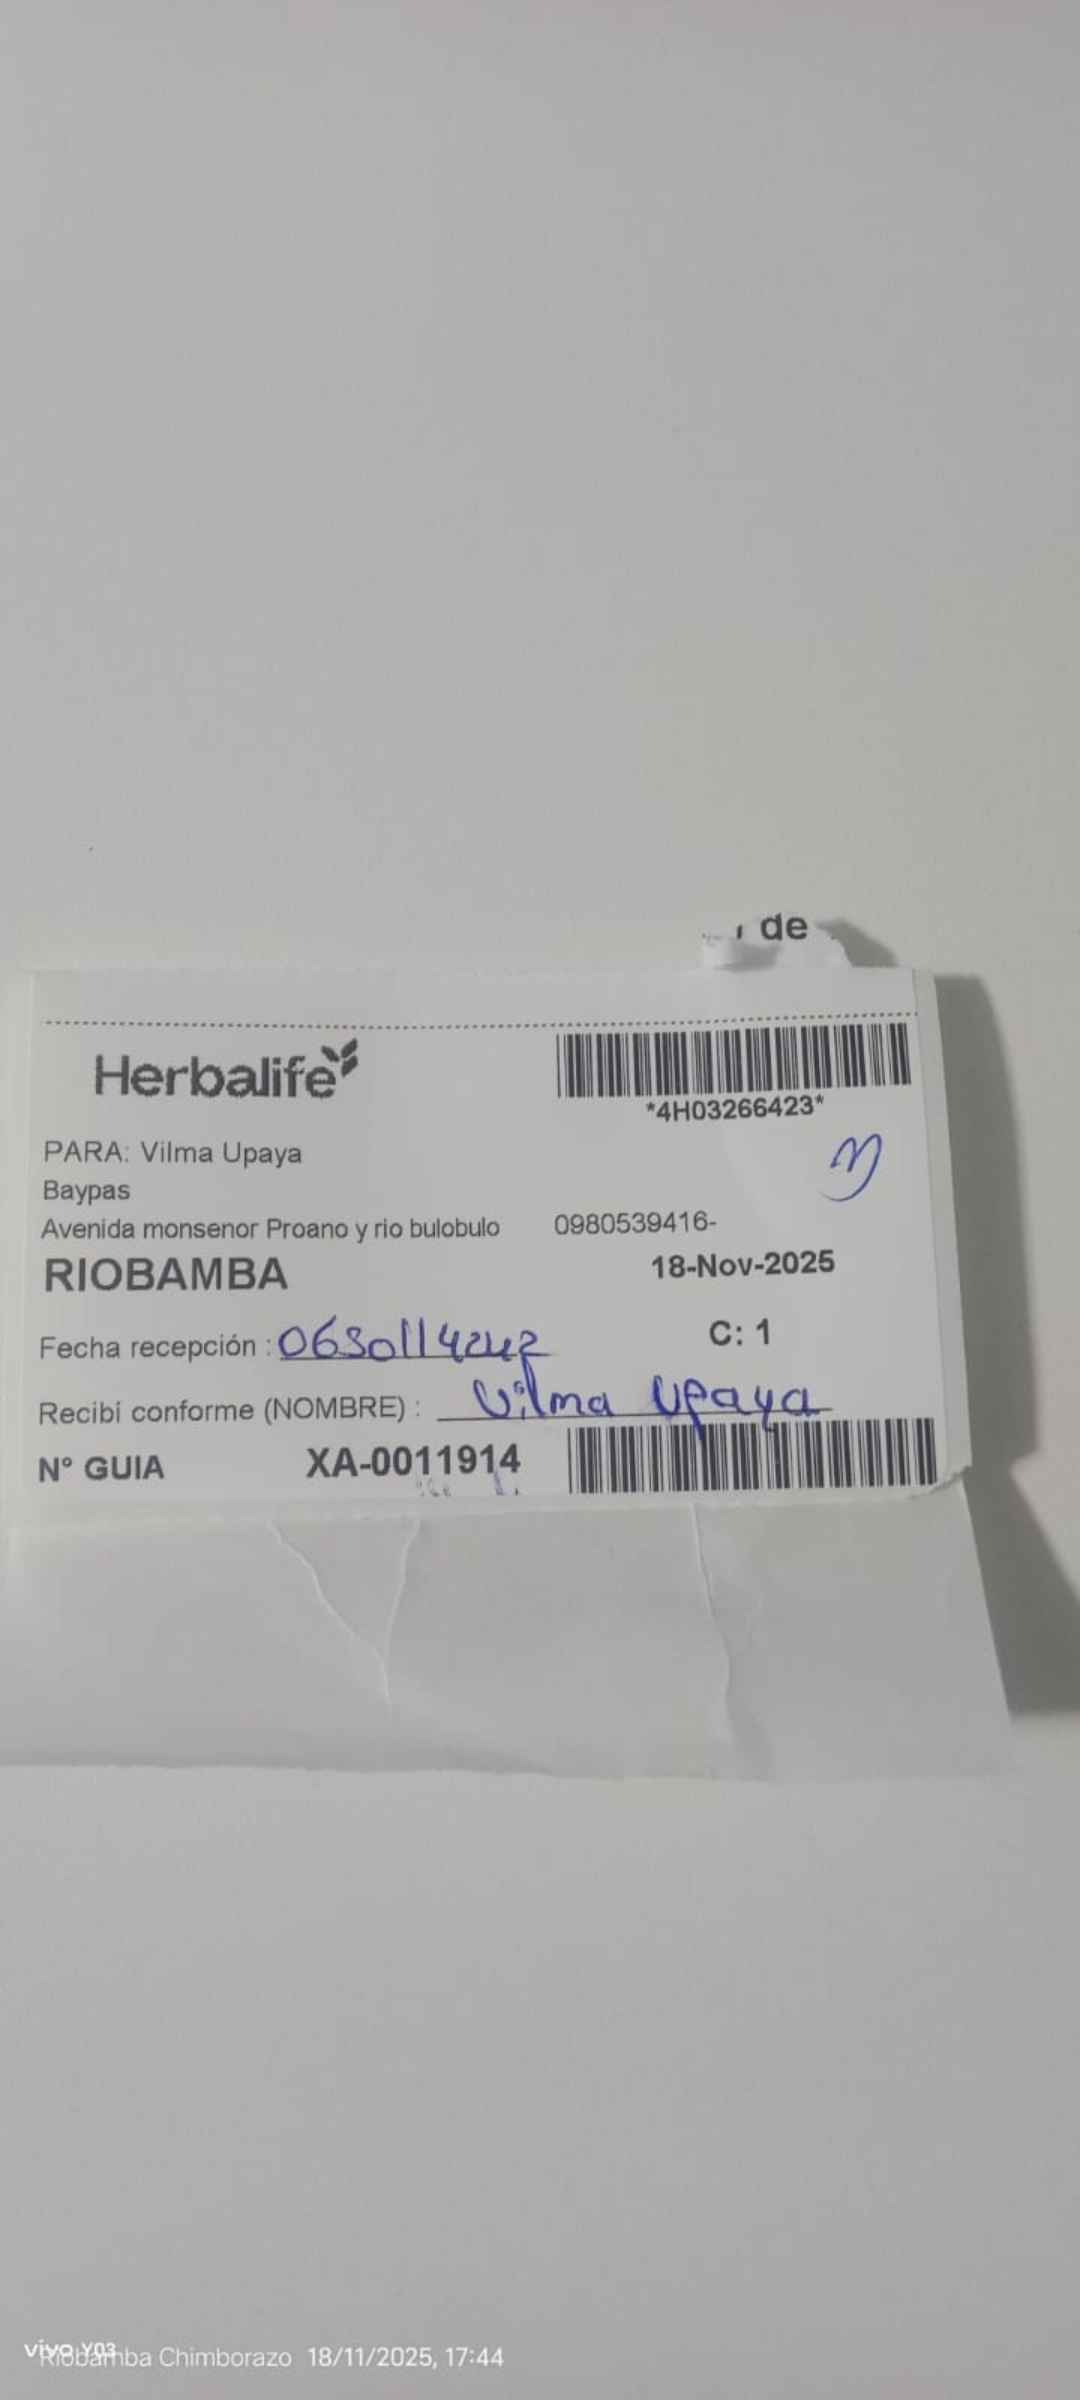 de
Herbalife
*4H03266423*
PARA: Vilma Upaya
Baypas
Avenida monsenor Proano y rio bulobulo 0980539416-
RIOBAMBA 18-Nov-2025
Fecha recepción : C: 1
Recibí conforme (NOMBRE) : Vilma Upaya
N° GUIA XA-0011914
vivo Y03
Riobamba Chimborazo 18/11/2025, 17:44